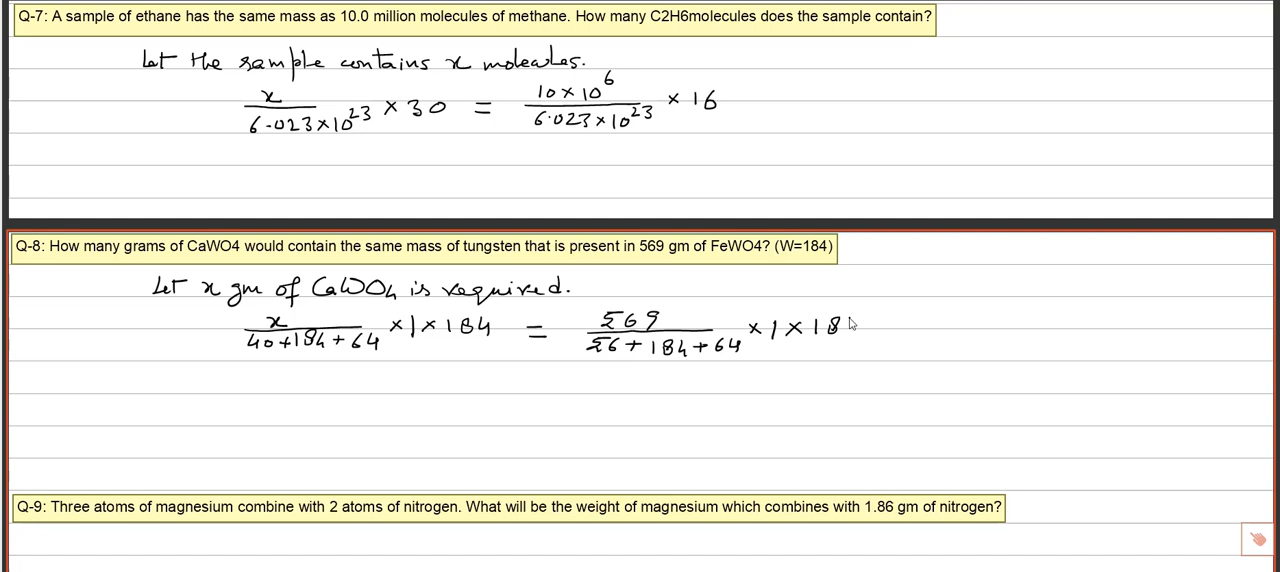 Q-7: A sample of ethane has the same mass as 10.0 million molecules of methane. How many C2H6molecules does the sample contain?
Let the sample contains x molecules.
x / 6.023×10^23 × 30 = 10×10^6 / 6.023×10^23 × 16
Q-8: How many grams of CaWO4 would contain the same mass of tungsten that is present in 569 gm of FeWO4? (W=184)
Let x gm of CaWO4 is required.
x / 40+184+64 × 1 × 184 = 569 / 56+184+64 × 1 × 18
Q-9: Three atoms of magnesium combine with 2 atoms of nitrogen. What will be the weight of magnesium which combines with 1.86 gm of nitrogen?